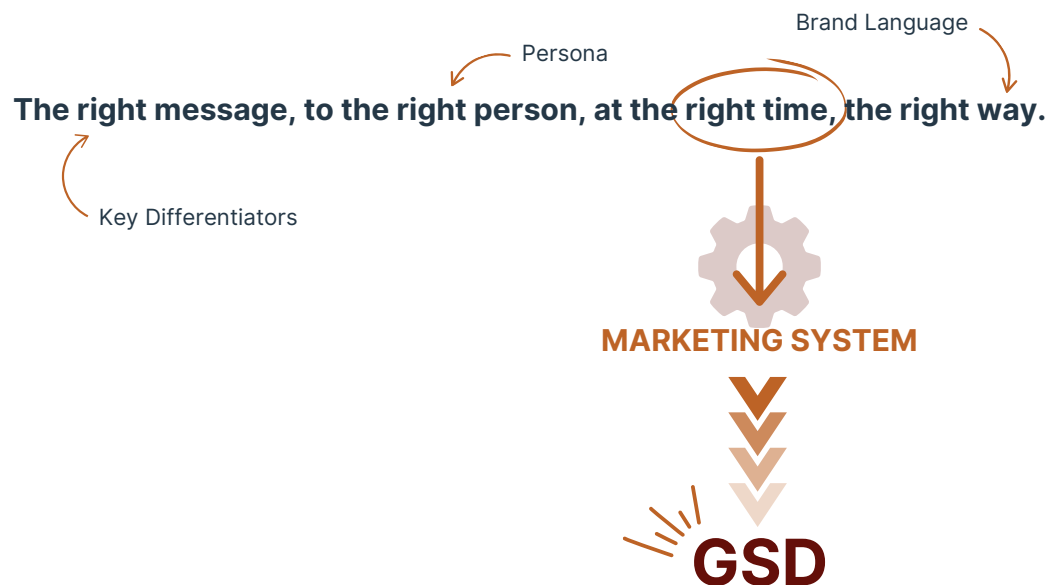 Brand Language
Persona
The right message, to the right person, at the right time, the right way.
Key Differentiators
MARKETING SYSTEM
GSD